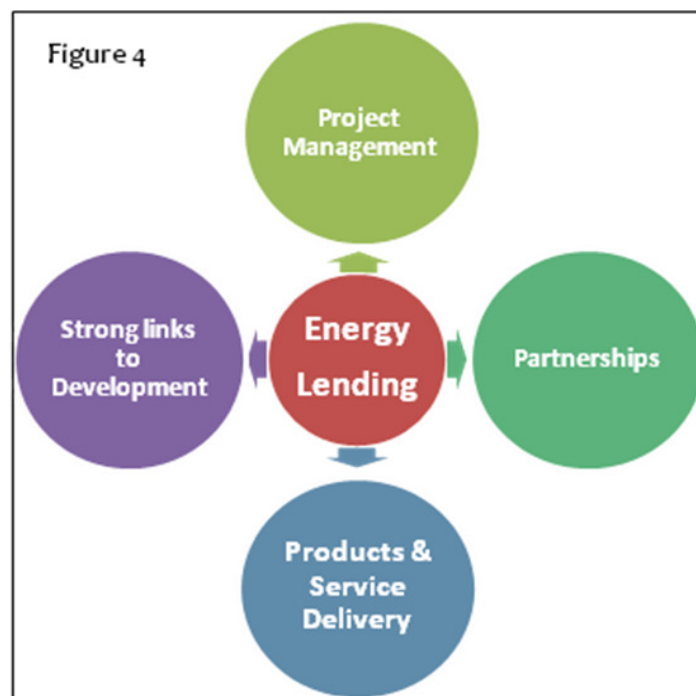 Figure 4
Project
Management
Strong links
to
Development
Energy
Lending
Partnerships
Products &
Service
Delivery